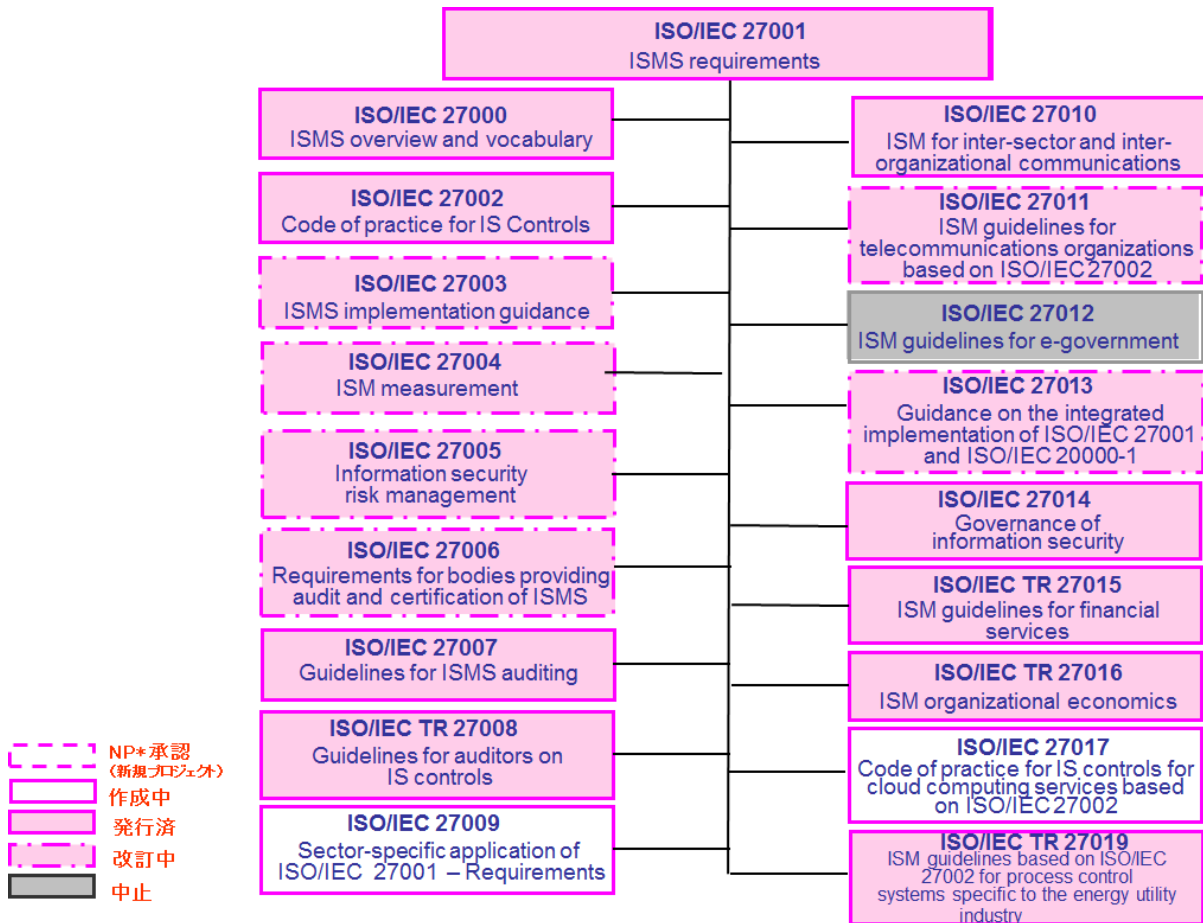 ISO/IEC 27001
ISMS requirements
ISO/IEC 27000
ISMS overview and vocabulary
ISO/IEC 27002
Code of practice for IS Controls
ISO/IEC 27003
ISMS implementation guidance
ISO/IEC 27004
ISM measurement
ISO/IEC 27005
Information security
risk management
ISO/IEC 27006
Requirements for bodies providing
audit and certification of ISMS
ISO/IEC 27007
Guidelines for ISMS auditing
ISO/IEC TR 27008
Guidelines for auditors on
IS controls
ISO/IEC 27009
Sector-specific application of
ISO/IEC 27001 – Requirements
ISO/IEC 27010
ISM for inter-sector and inter-
organizational communications
ISO/IEC 27011
ISM guidelines for
telecommunications organizations
based on ISO/IEC 27002
ISO/IEC 27012
ISM guidelines for e-government
ISO/IEC 27013
Guidance on the integrated
implementation of ISO/IEC 27001
and ISO/IEC 20000-1
ISO/IEC 27014
Governance of
information security
ISO/IEC TR 27015
ISM guidelines for financial
services
ISO/IEC TR 27016
ISM organizational economics
ISO/IEC 27017
Code of practice for IS controls for
cloud computing services based
on ISO/IEC 27002
ISO/IEC TR 27019
ISM guidelines based on ISO/IEC
27002 for process control
systems specific to the energy utility
industry
NP*承認
(新規プロジェクト)
作成中
発行済
改訂中
中止